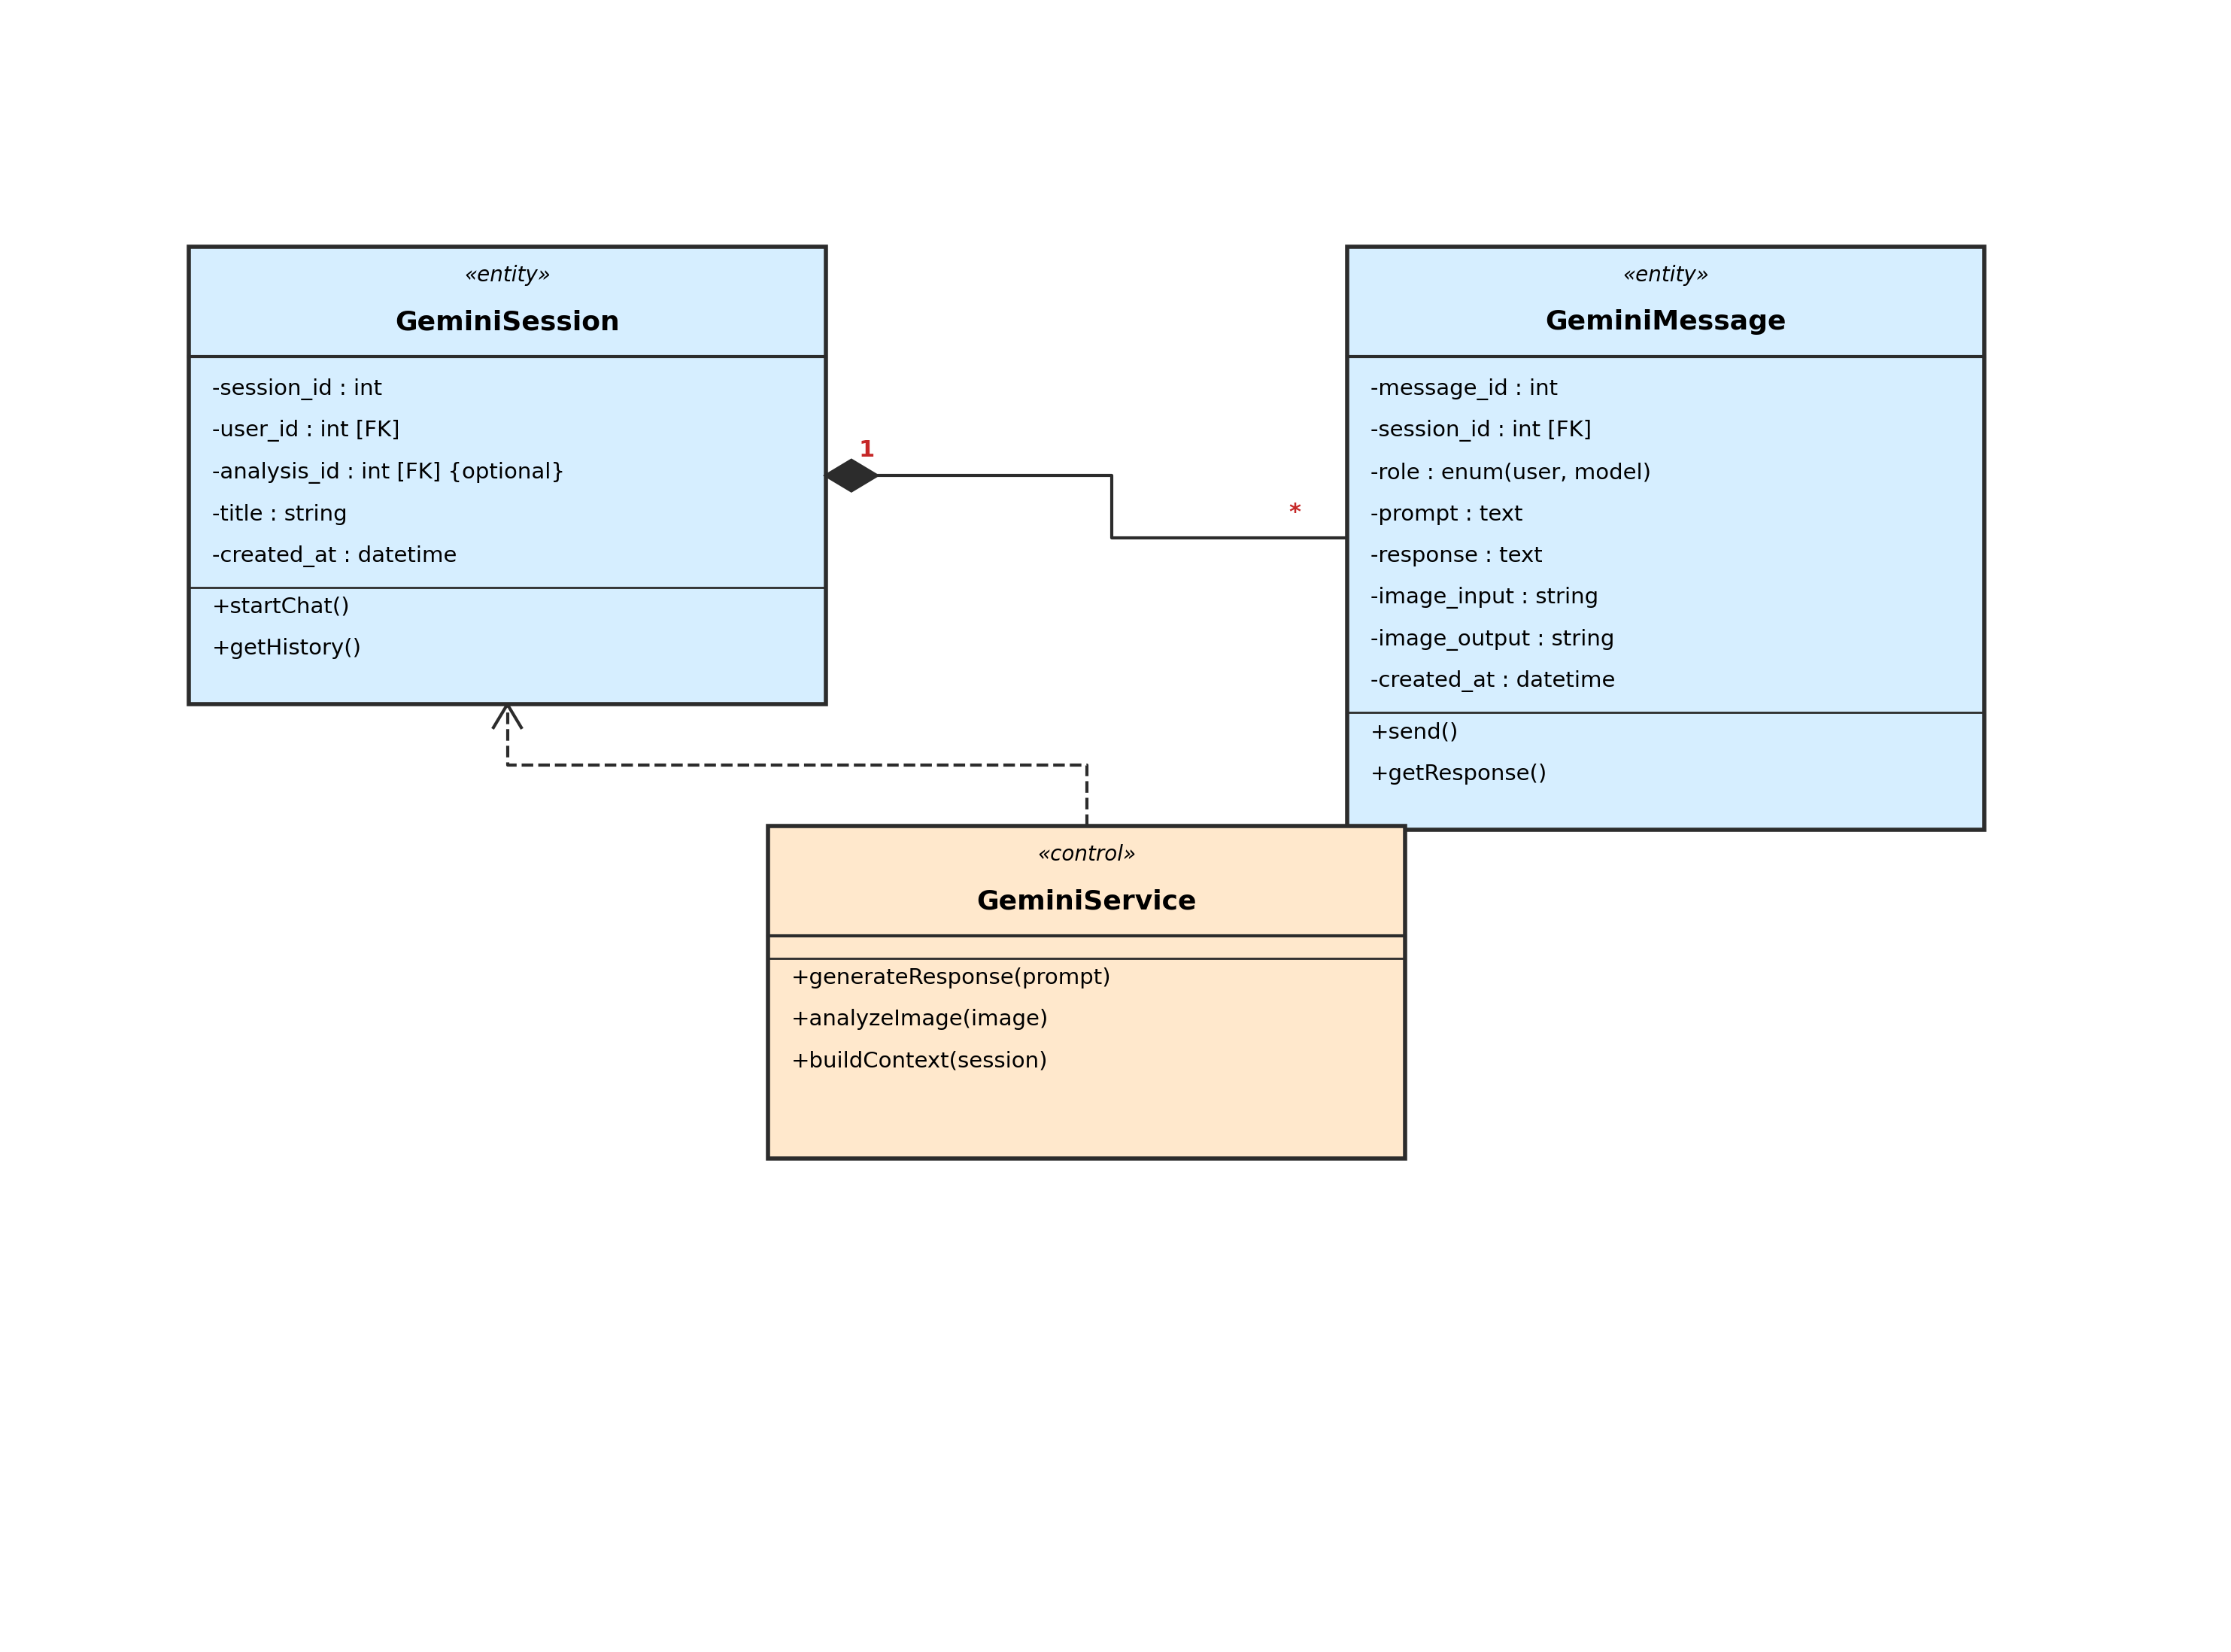 «entity»
GeminiSession
-session_id : int
-user_id : int [FK]
-analysis_id : int [FK] {optional}
-title : string
-created_at : datetime
+startChat()
+getHistory()
1
*
«entity»
GeminiMessage
-message_id : int
-session_id : int [FK]
-role : enum(user, model)
-prompt : text
-response : text
-image_input : string
-image_output : string
-created_at : datetime
+send()
+getResponse()
«control»
GeminiService
+generateResponse(prompt)
+analyzeImage(image)
+buildContext(session)